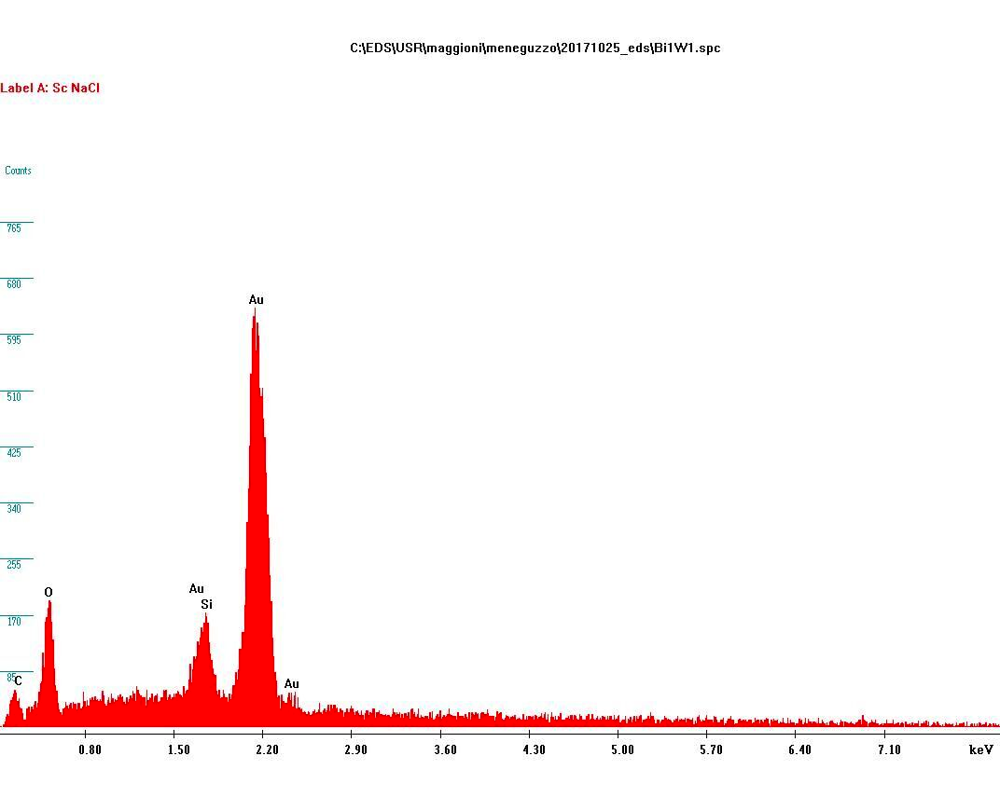 C:\EDS\USR\maggioni\meneguzzo\20171025_eds\Bi1W1.spc
Label A: Sc NaCl
Counts
765
680
595
510
425
340
255
170
85
Au
Au
Si
O
C
Au
0.80 1.50 2.20 2.90 3.60 4.30 5.00 5.70 6.40 7.10 keV